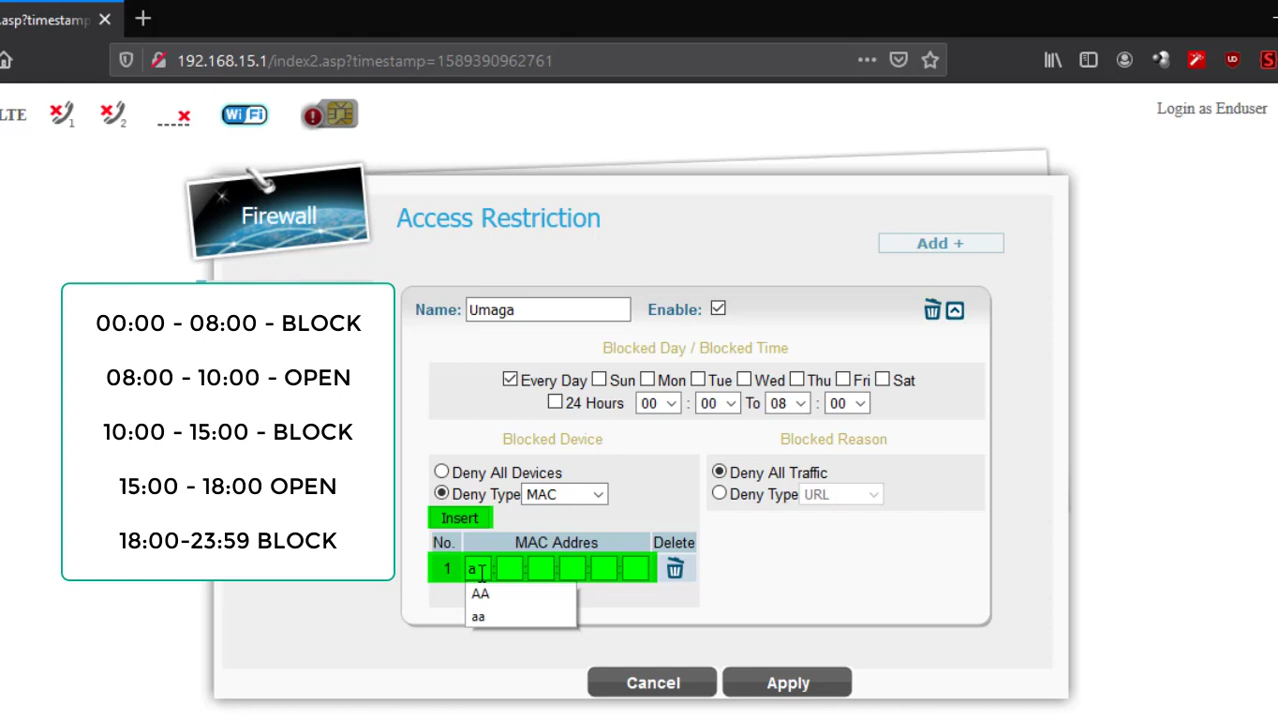 .asp?timestamp
192.168.15.1/index2.asp?timestamp=1589390962761
LTE
1
2
Wi Fi
Login as Enduser
Firewall
Access Restriction
Add +
00:00 - 08:00 - BLOCK
08:00 - 10:00 - OPEN
10:00 - 15:00 - BLOCK
15:00 - 18:00 OPEN
18:00-23:59 BLOCK
Name: Umaga Enable:
Blocked Day / Blocked Time
Every Day Sun Mon Tue Wed Thu Fri Sat
24 Hours 00 : 00 To 08 : 00
Blocked Device
Deny All Devices
Deny Type MAC
Insert
No. MAC Addres Delete
1 a
AA
aa
Blocked Reason
Deny All Traffic
Deny Type URL
Cancel Apply